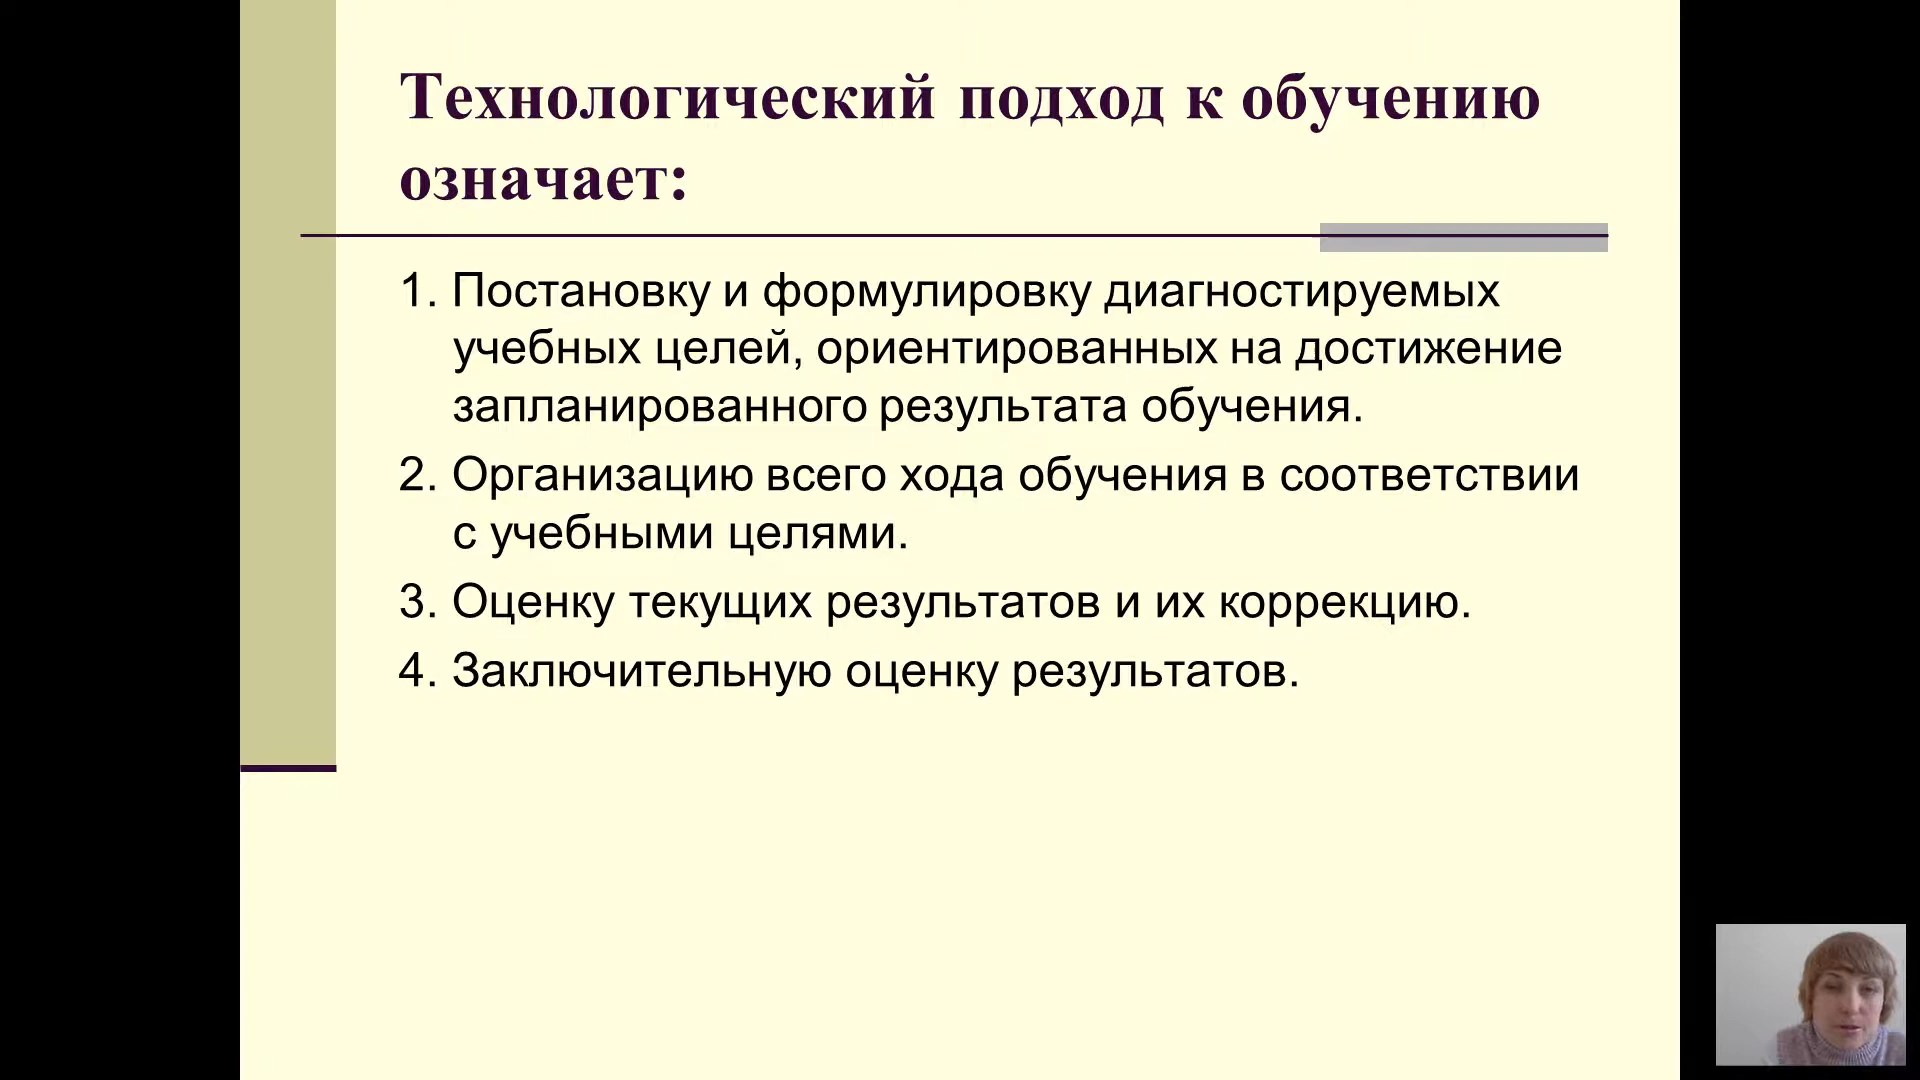 Технологический подход к обучению
означает:
1. Постановку и формулировку диагностируемых
учебных целей, ориентированных на достижение
запланированного результата обучения.
2. Организацию всего хода обучения в соответствии
с учебными целями.
3. Оценку текущих результатов и их коррекцию.
4. Заключительную оценку результатов.